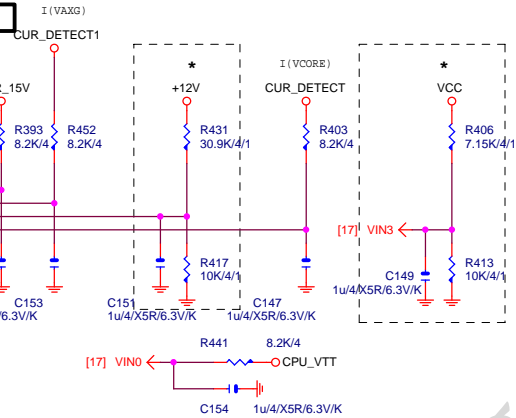 I(VAXG)
CUR_DETECT1
*
*
I(VCORE)
_15V
+12V
CUR_DETECT
VCC
R393
8.2K/4
R452
8.2K/4
R431
30.9K/4/1
R403
8.2K/4
R406
7.15K/4/1
[17] VIN3
R417
10K/4/1
R413
10K/4/1
C149
1u/4/X5R/6.3V/K
C153
/6.3V/K
C151
1u/4/X5R/6.3V/K
C147
1u/4/X5R/6.3V/K
R441
8.2K/4
[17] VIN0
CPU_VTT
C154
1u/4/X5R/6.3V/K